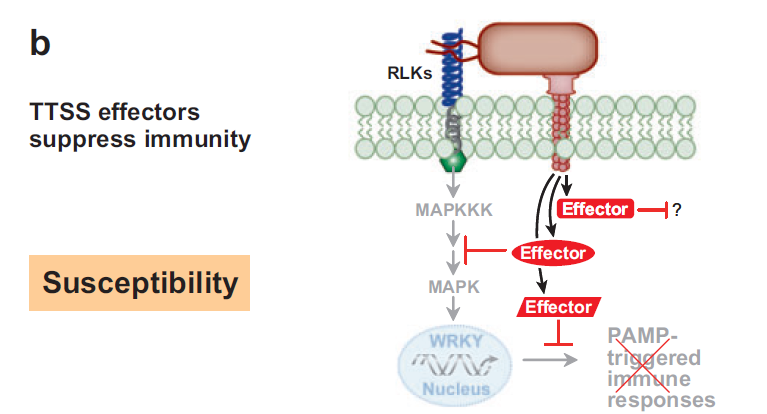 b
RLKs
TTSS effectors
suppress immunity
MAPKKK
Effector
?
Effector
Susceptibility
MAPK
Effector
WRKY
Nucleus
PAMP-
triggered
immune
responses